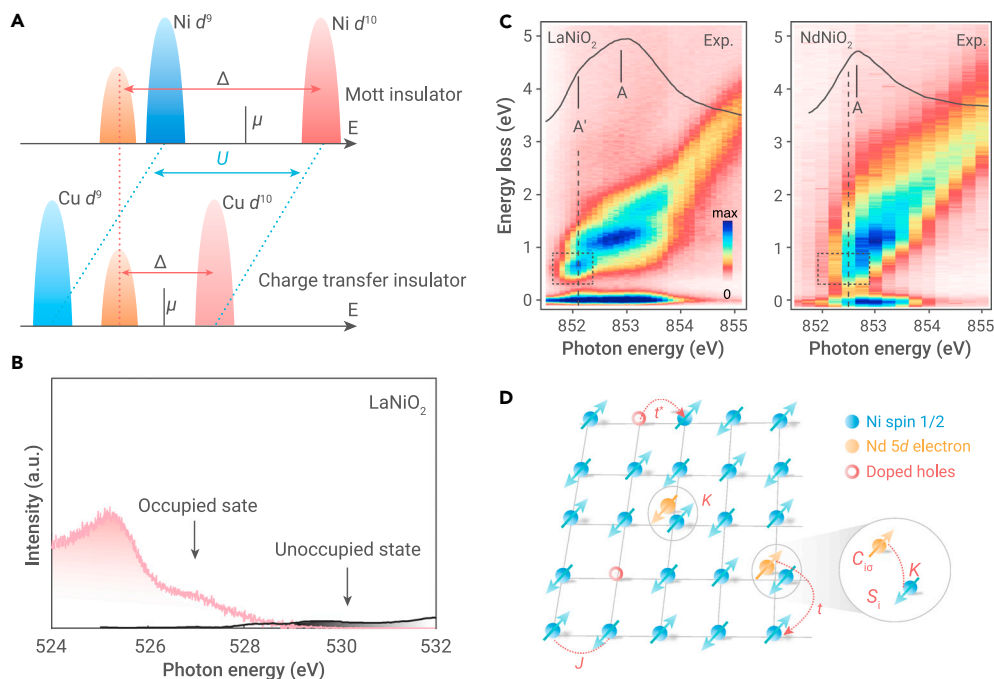 A
Ni d⁹
Ni d¹⁰
Δ
Mott insulator
μ
E
U
Cu d⁹
Cu d¹⁰
Δ
Charge transfer insulator
μ
E
B
LaNiO₂
Occupied sate
Unoccupied state
Intensity (a.u.)
524 526 528 530 532
Photon energy (eV)
C
LaNiO₂ Exp.
A
A'
max
0
Energy loss (eV)
5
4
3
2
1
0
852 853 854 855
Photon energy (eV)
NdNiO₂ Exp.
A
5
4
3
2
1
0
852 853 854 855
Photon energy (eV)
D
t*
K
t
J
Ni spin 1/2
Nd 5d electron
Doped holes
C iσ
K
S i